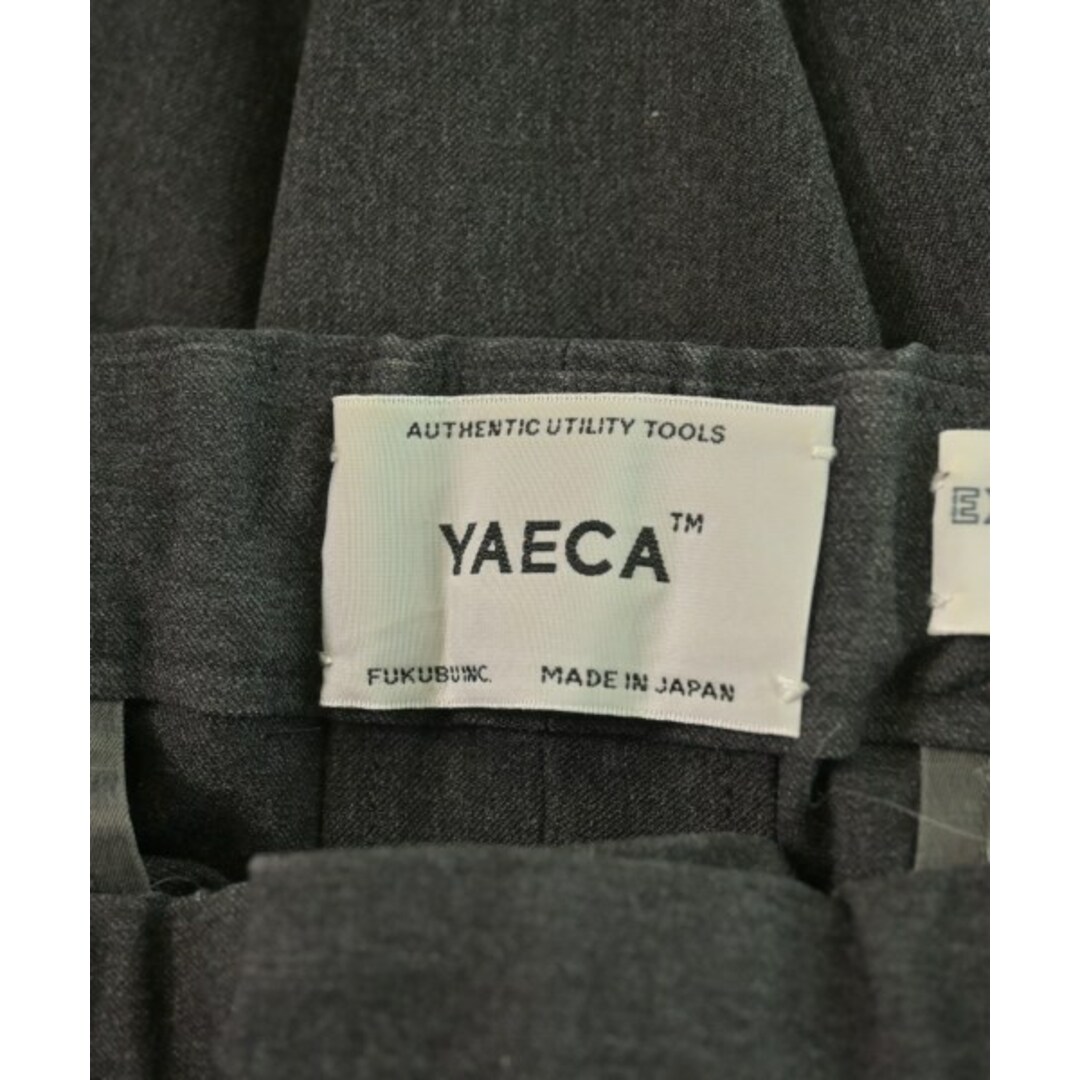 AUTHENTIC UTILITY TOOLS
YAECA™
FUKUBU INC. MADE IN JAPAN